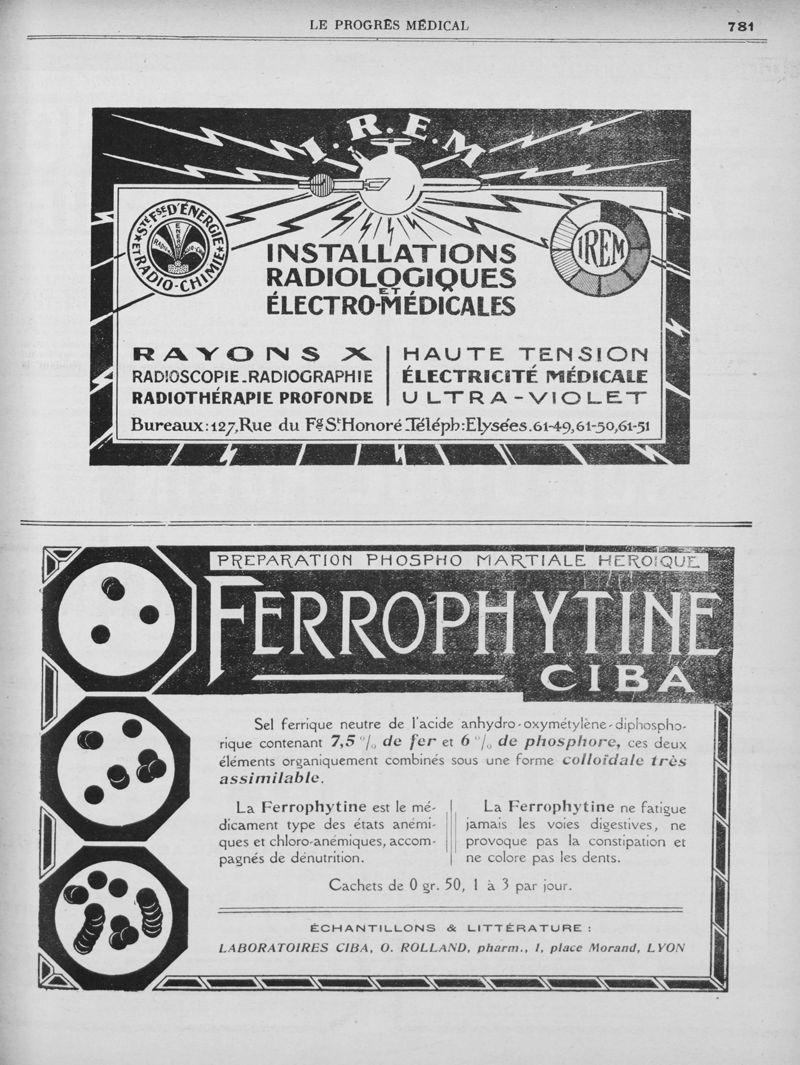 LE PROGRÈS MÉDICAL
781
I.R.E.M
STÉ FSE D'ÉNERGIE
ET RADIO-CHIMIE
IREM
INSTALLATIONS
RADIOLOGIQUES
ET
ÉLECTRO-MÉDICALES
RAYONS X
RADIOSCOPIE-RADIOGRAPHIE
RADIOTHÉRAPIE PROFONDE
HAUTE TENSION
ÉLECTRICITÉ MÉDICALE
ULTRA-VIOLET
Bureaux: 127, Rue du Fg St Honoré. Téléph: Elysées. 61-49, 61-50, 61-51
PREPARATION PHOSPHO MARTIALE HEROIQUE
FERROPHYTINE
CIBA
Sel ferrique neutre de l'acide anhydro-oxymétylène-diphospho-
rique contenant 7,5 % de fer et 6 % de phosphore, ces deux
éléments organiquement combinés sous une forme colloïdale très
assimilable.
La Ferrophytine est le mé-
dicament type des états anémi-
ques et chloro-anémiques, accom-
pagnés de dénutrition.
La Ferrophytine ne fatigue
jamais les voies digestives, ne
provoque pas la constipation et
ne colore pas les dents.
Cachets de 0 gr. 50, 1 à 3 par jour.
ÉCHANTILLONS & LITTÉRATURE :
LABORATOIRES CIBA, O. ROLLAND, pharm., 1, place Morand, LYON